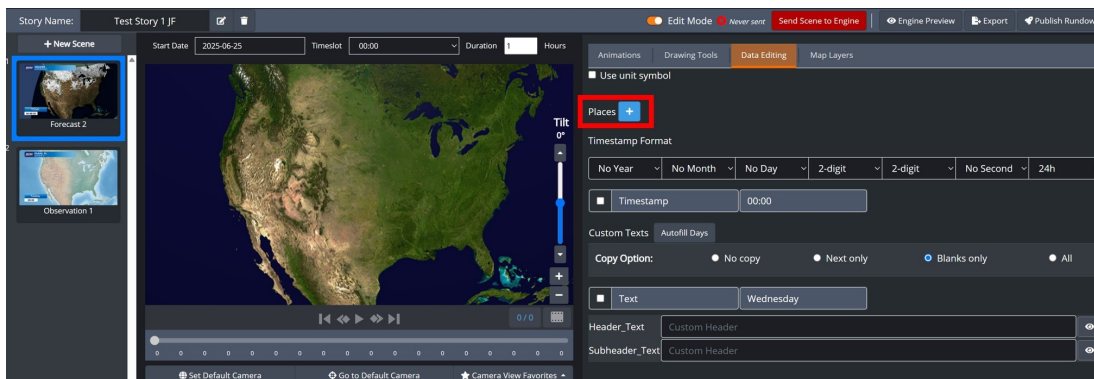 Story Name: Test Story 1 JF Edit Mode Never sent Send Scene to Engine Engine Preview Export Publish Rundow
+ New Scene
Start Date 2025-06-25 Timeslot 00:00 Duration 1 Hours
Animations Drawing Tools Data Editing Map Layers
Use unit symbol
1
Forecast 2
Places +
Tilt
0°
Timestamp Format
No Year No Month No Day 2-digit 2-digit No Second 24h
2
Timestamp 00:00
Observation 1
Custom Texts Autofill Days
Copy Option: No copy Next only Blanks only All
+
−
Text Wednesday
0 / 0
Header_Text Custom Header
Subheader_Text Custom Header
0 0 0 0 0 0 0 0 0 0 0 0 0 0 0 0 0 0
Set Default Camera Go to Default Camera Camera View Favorites